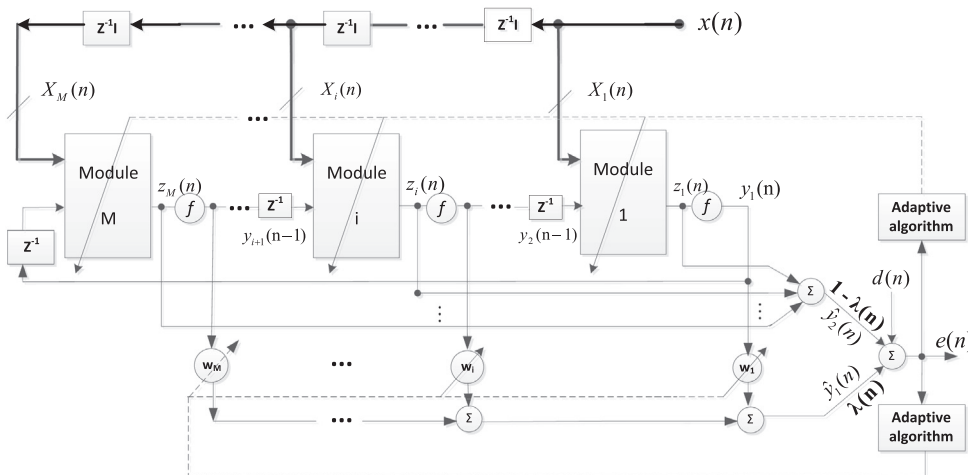 Z⁻¹I ... Z⁻¹I ... Z⁻¹I x(n)
X_M(n) X_i(n) X_1(n)
... ...
Module M
z_M(n)
f
... Z⁻¹
y_{i+1}(n−1)
Module i
z_i(n)
f
... Z⁻¹
y_2(n−1)
Module 1
z_1(n)
f
y_1(n)
Z⁻¹
Adaptive algorithm
Σ
1 - λ(n)
ŷ_2(n)
d(n)
Σ
e(n)
w_M ... w_i w_1
ŷ_1(n)
λ(n)
... Σ Σ
Adaptive algorithm